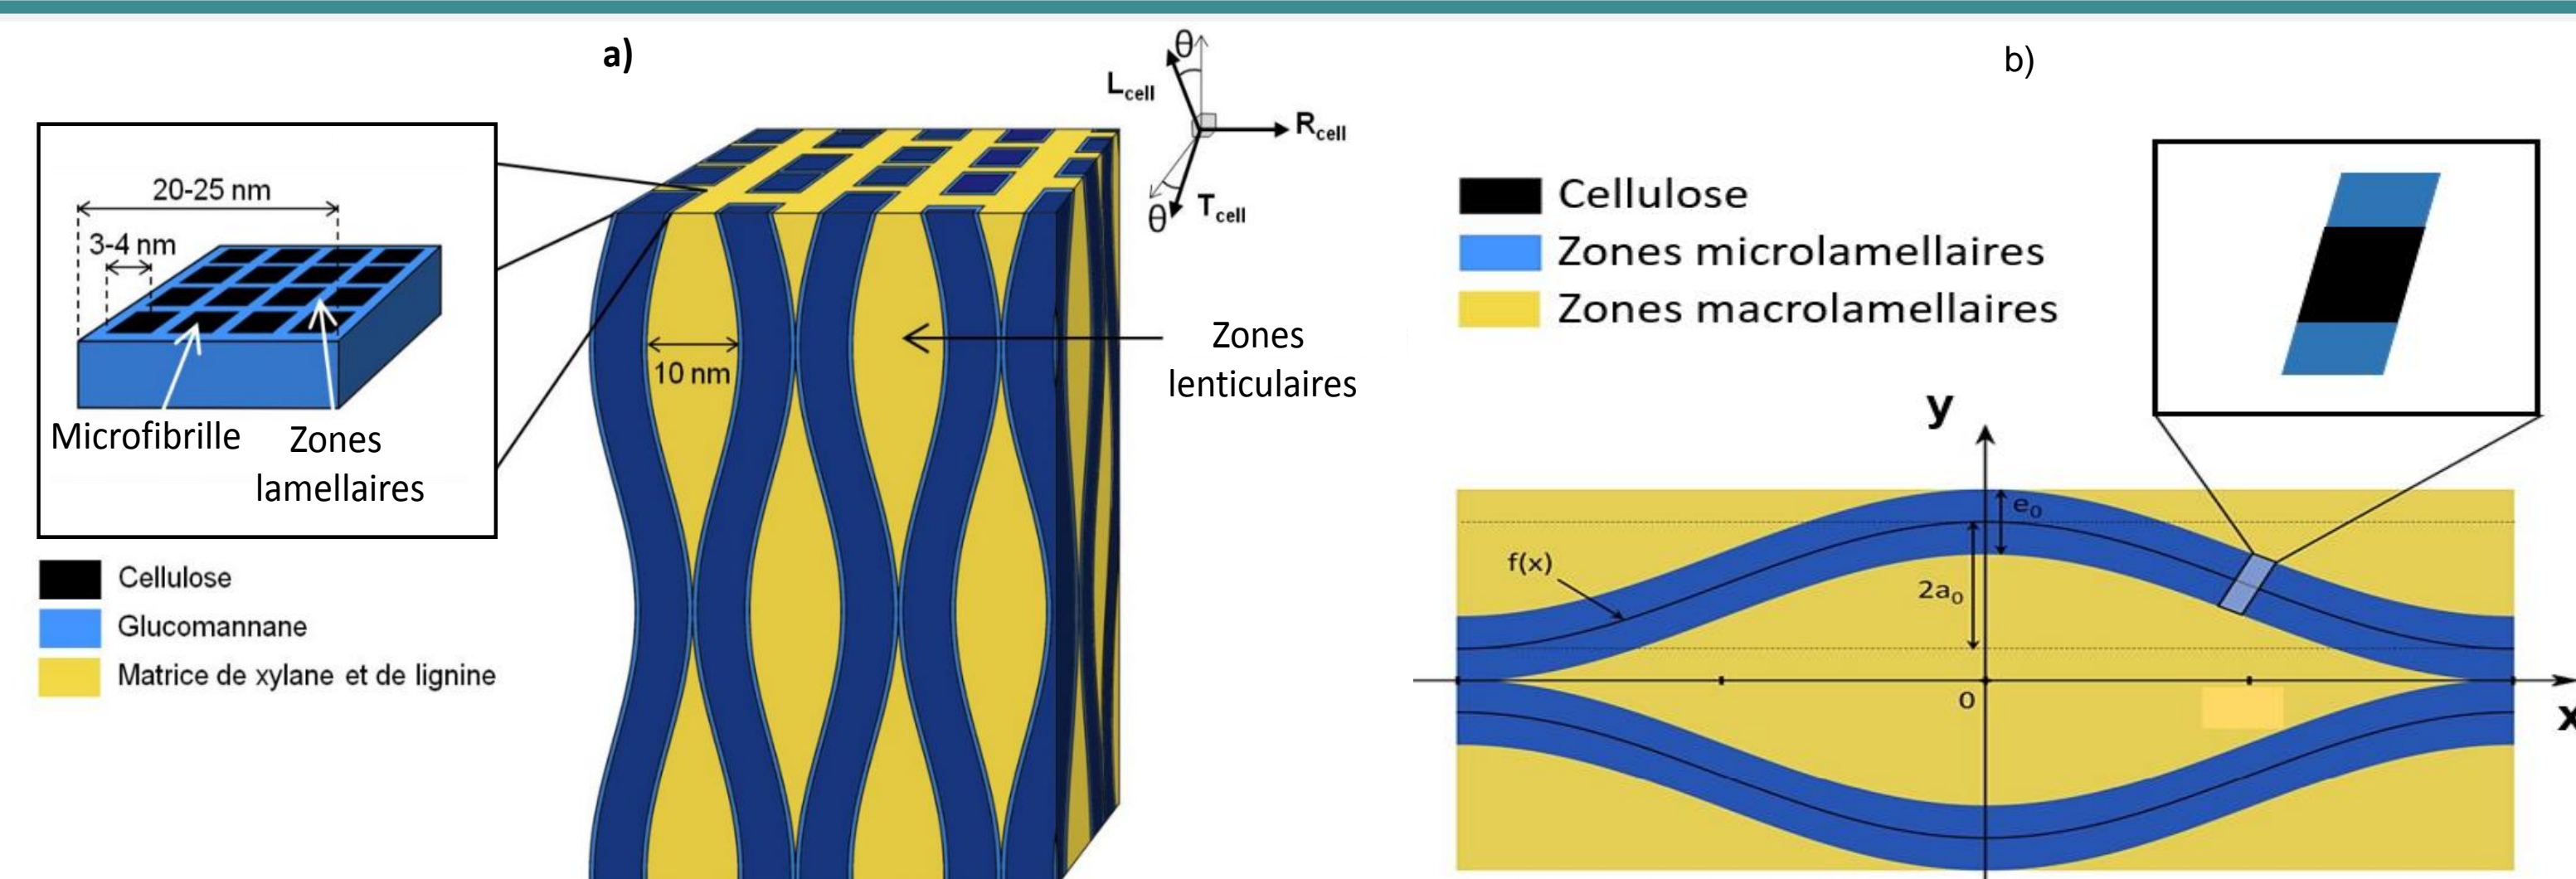 a)
20-25 nm
3-4 nm
Microfibrille
Zones
lamellaires
Cellulose
Glucomannane
Matrice de xylane et de lignine
10 nm
θ
Lcell
Rcell
θ
Tcell
Zones
lenticulaires
b)
Cellulose
Zones microlamellaires
Zones macrolamellaires
y
e0
f(x)
2a0
0
x